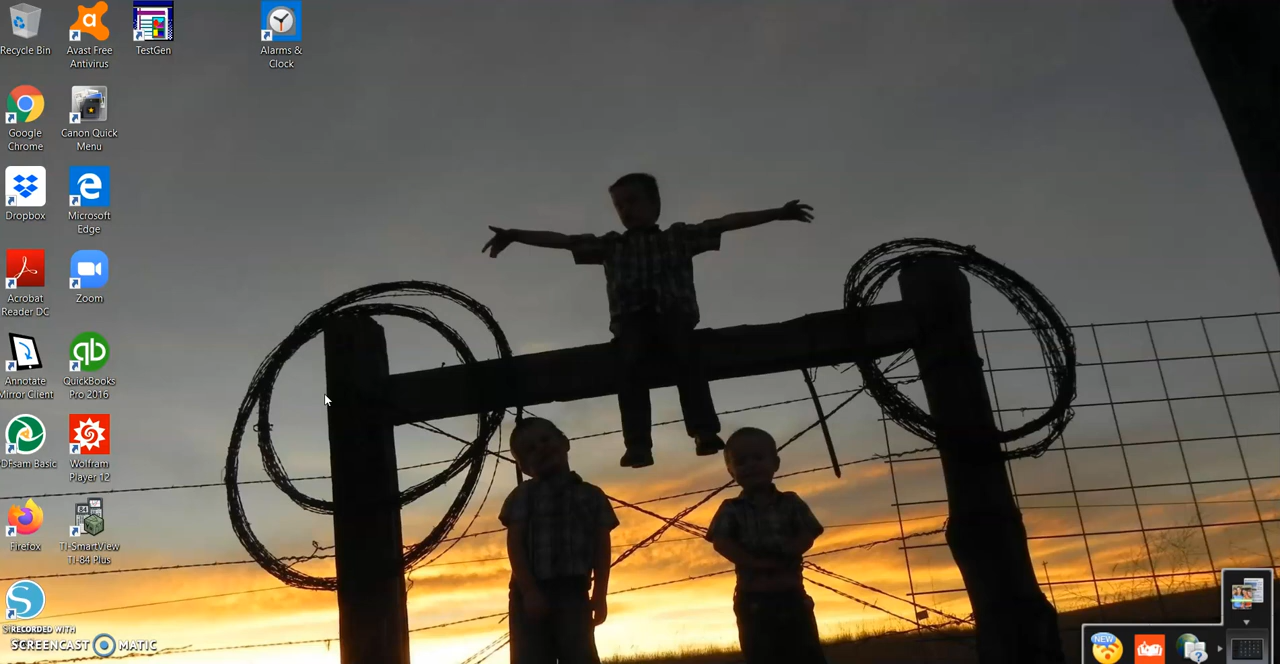 Recycle Bin
Avast Free
Antivirus
TestGen
Alarms &
Clock
Google
Chrome
Canon Quick
Menu
Dropbox
Microsoft
Edge
Acrobat
Reader DC
Zoom
Annotate
Mirror Client
QuickBooks
Pro 2016
DFsam Basic
Wolfram
Player 12
Firefox
TI-SmartView
TI-84 Plus
RECORDED WITH
SCREENCAST MATIC
NEW